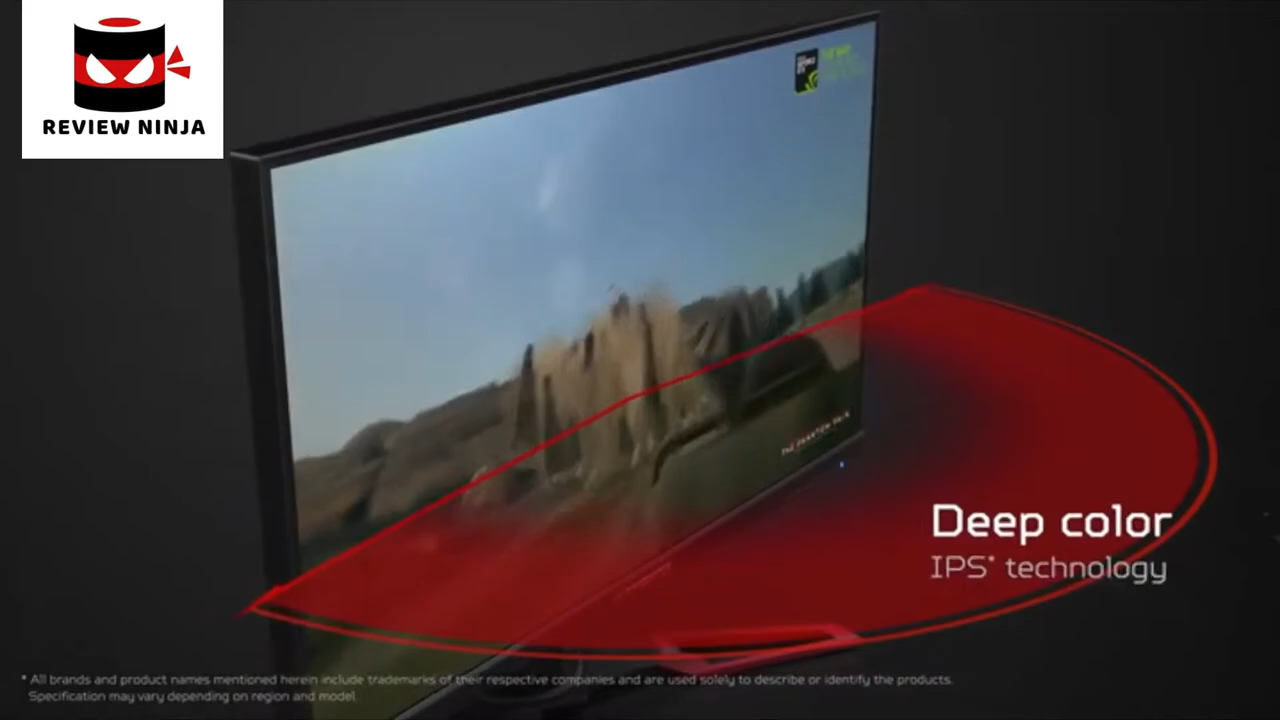 REVIEW NINJA
Deep color
IPS* technology
* All brands and product names mentioned herein include trademarks of their respective companies and are used solely to describe or identify the products.
Specification may vary depending on region and model